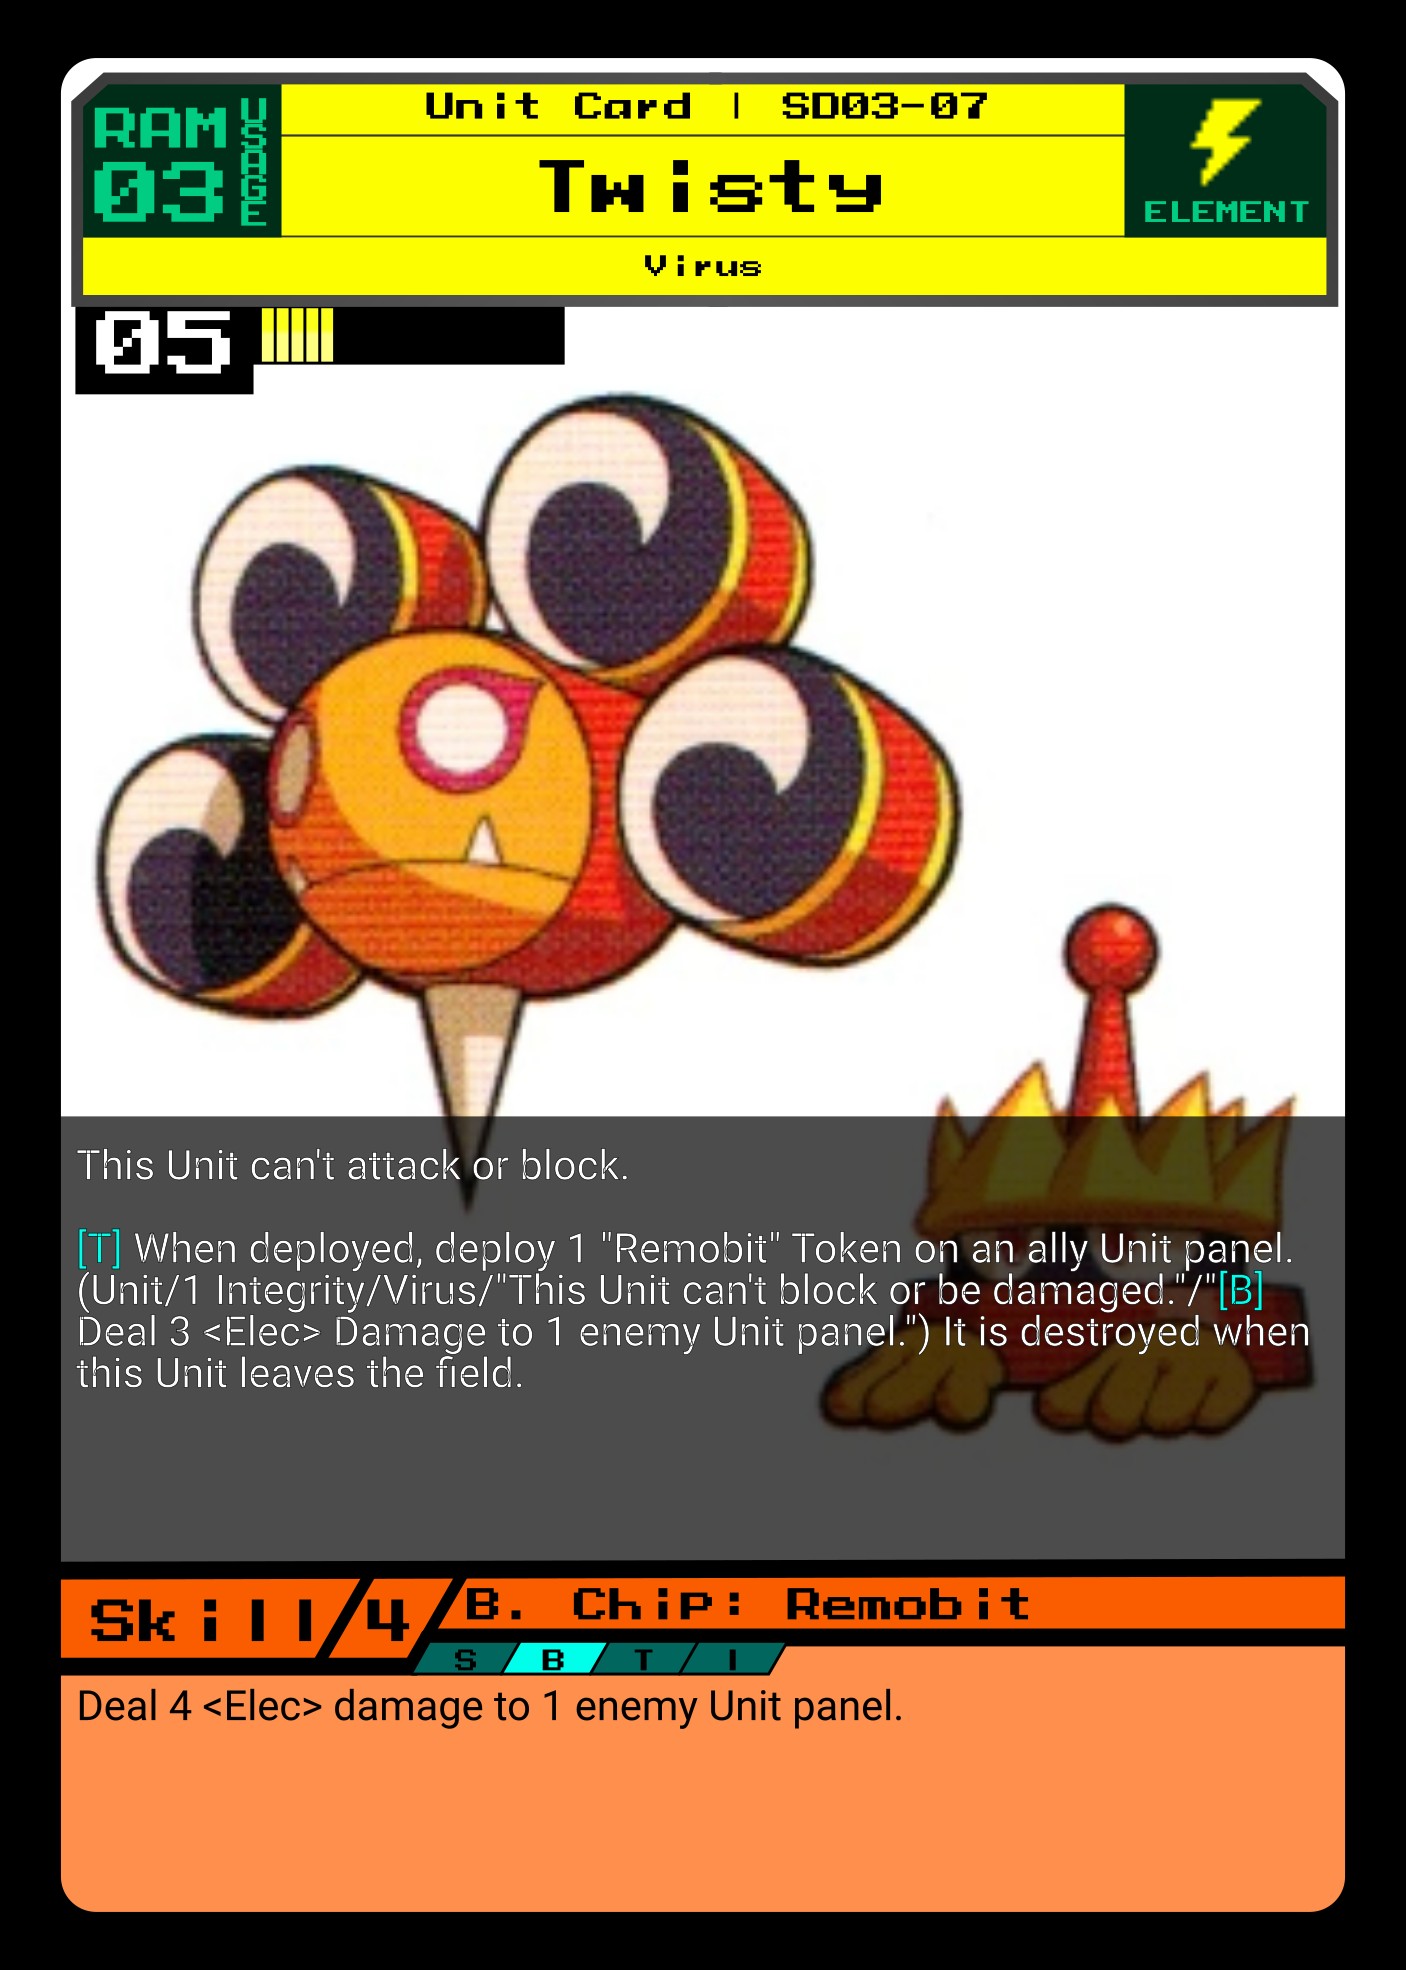 RAM
03
USAGE
Unit Card | SD03-07
Twisty
ELEMENT
Virus
05
This Unit can't attack or block.
[T] When deployed, deploy 1 "Remobit" Token on an ally Unit panel.
(Unit/1 Integrity/Virus/"This Unit can't block or be damaged."/"[B]
Deal 3 <Elec> Damage to 1 enemy Unit panel.") It is destroyed when
this Unit leaves the field.
Skill/4
B. Chip: Remobit
S B T I
Deal 4 <Elec> damage to 1 enemy Unit panel.